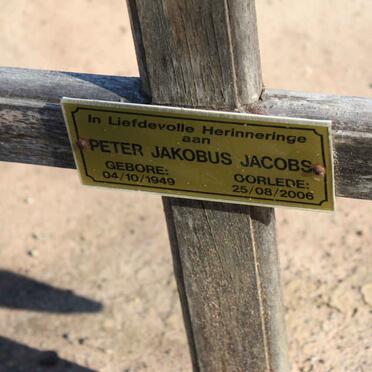 In Liefdevolle Herinneringe
aan
PETER JAKOBUS JACOBS
GEBORE: OORLEDE:
04/10/1949 25/08/2006